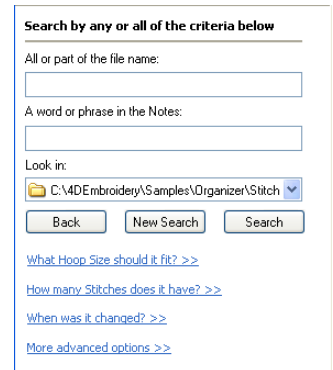 Search by any or all of the criteria below
All or part of the file name:
A word or phrase in the Notes:
Look in:
C:\4DEmbroidery\Samples\Organizer\Stitch
Back New Search Search
What Hoop Size should it fit? >>
How many Stitches does it have? >>
When was it changed? >>
More advanced options >>